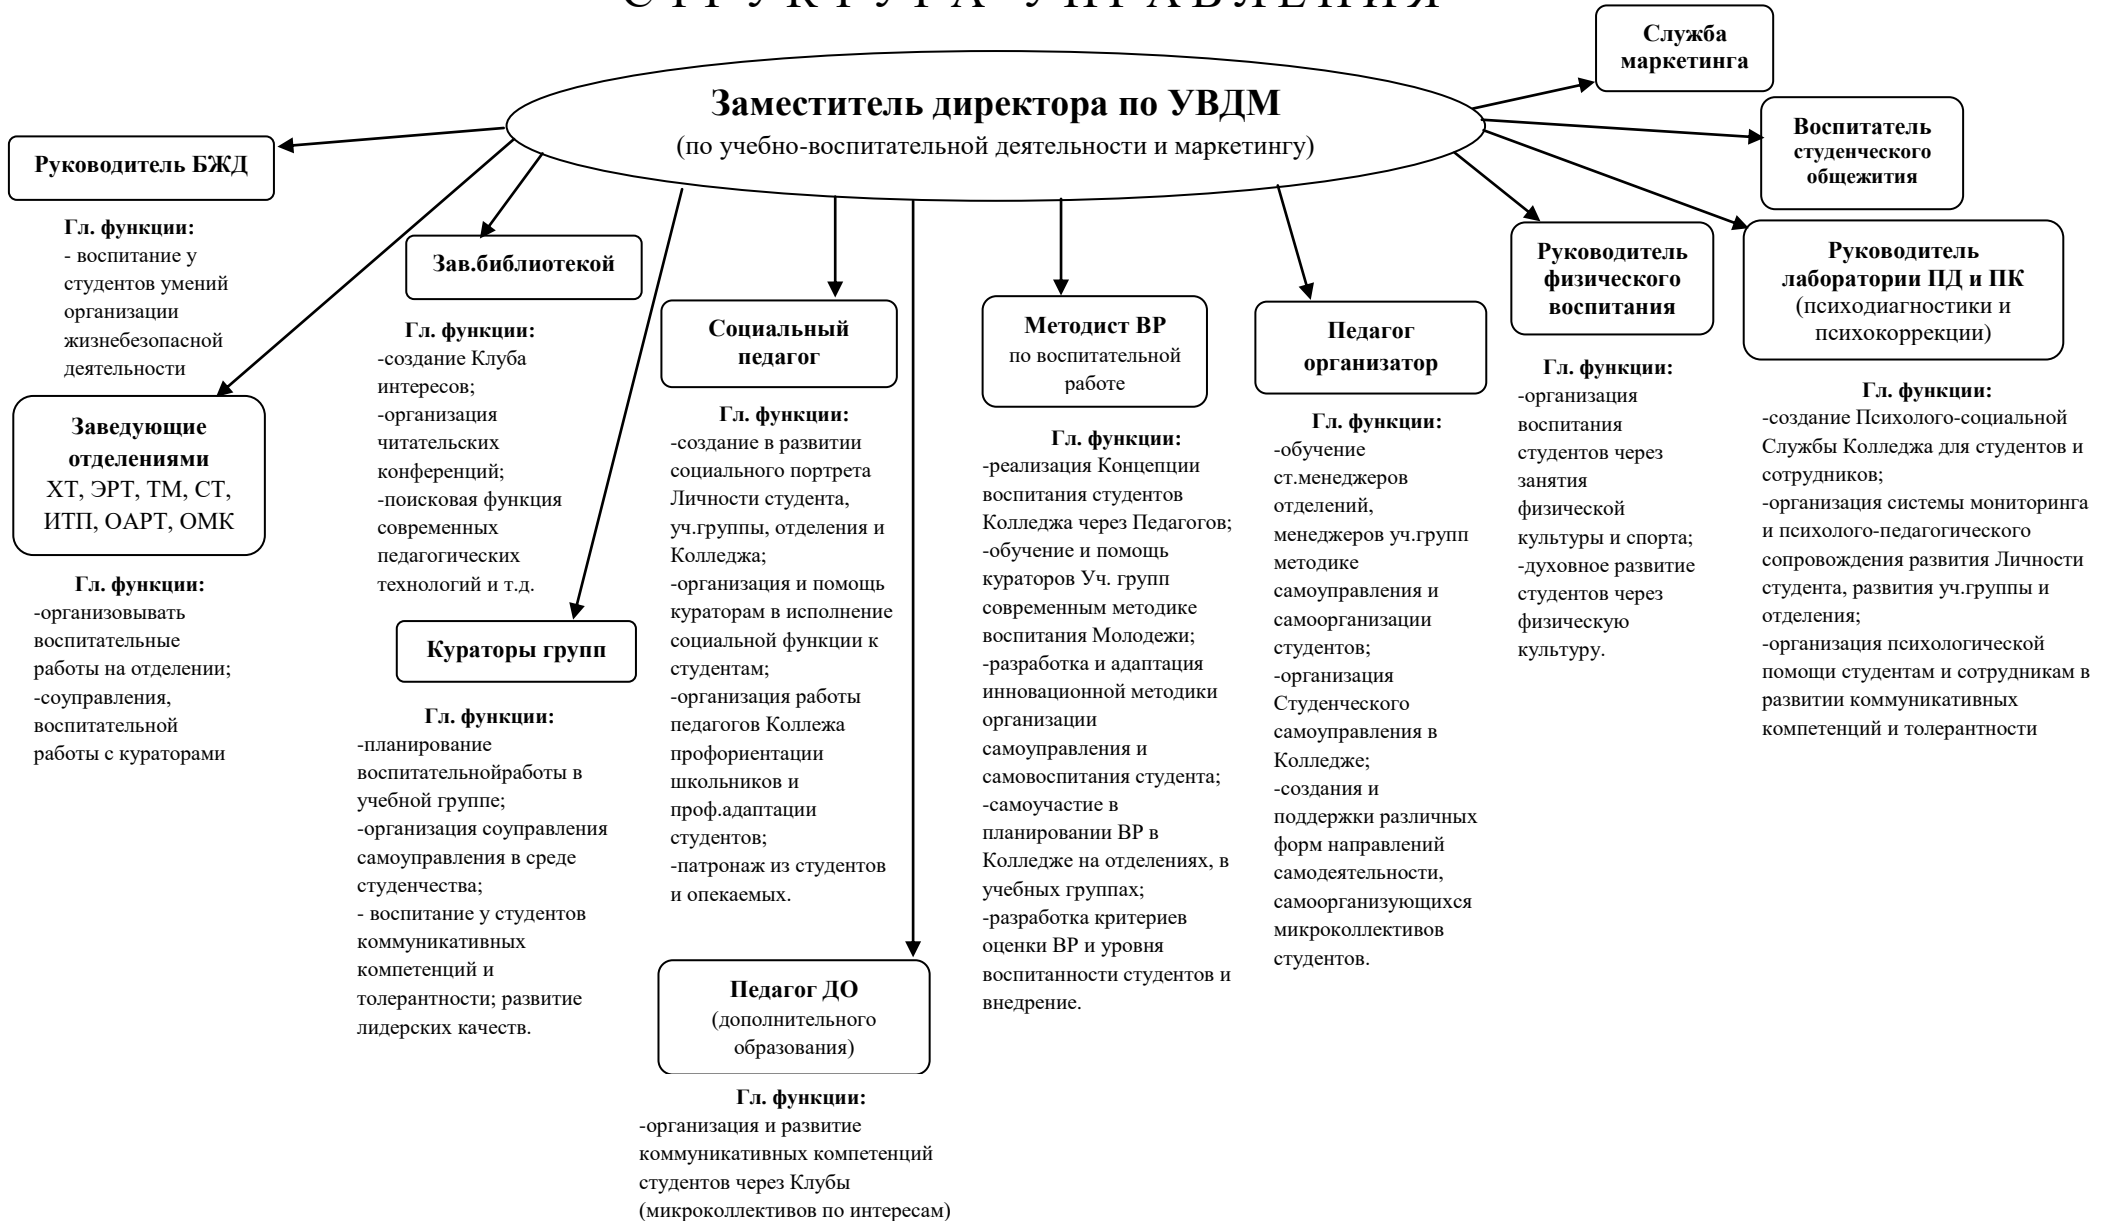 СТРУКТУРА УПРАВЛЕНИЯ
Заместитель директора по УВДМ
(по учебно-воспитательной деятельности и маркетингу)
Служба
маркетинга
Воспитатель
студенческого
общежития
Руководитель БЖД
Гл. функции:
- воспитание у
студентов умений
организации
жизнебезопасной
деятельности
Заведующие
отделениями
ХТ, ЭРТ, ТМ, СТ,
ИТП, ОАРТ, ОМК
Гл. функции:
-организовывать
воспитательные
работы на отделении;
-соуправления,
воспитательной
работы с кураторами
Зав.библиотекой
Гл. функции:
-создание Клуба
интересов;
-организация
читательских
конференций;
-поисковая функция
современных
педагогических
технологий и т.д.
Кураторы групп
Гл. функции:
-планирование
воспитательнойработы в
учебной группе;
-организация соуправления
самоуправления в среде
студенчества;
- воспитание у студентов
коммуникативных
компетенций и
толерантности; развитие
лидерских качеств.
Социальный
педагог
Гл. функции:
-создание в развитии
социального портрета
Личности студента,
уч.группы, отделения и
Колледжа;
-организация и помощь
кураторам в исполнение
социальной функции к
студентам;
-организация работы
педагогов Коллежа
профориентации
школьников и
проф.адаптации
студентов;
-патронаж из студентов
и опекаемых.
Педагог ДО
(дополнительного
образования)
Гл. функции:
-организация и развитие
коммуникативных компетенций
студентов через Клубы
(микроколлективов по интересам)
Методист ВР
по воспитательной
работе
Гл. функции:
-реализация Концепции
воспитания студентов
Колледжа через Педагогов;
-обучение и помощь
кураторов Уч. групп
современным методике
воспитания Молодежи;
-разработка и адаптация
инновационной методики
организации
самоуправления и
самовоспитания студента;
-самоучастие в
планировании ВР в
Колледже на отделениях, в
учебных группах;
-разработка критериев
оценки ВР и уровня
воспитанности студентов и
внедрение.
Педагог
организатор
Гл. функции:
-обучение
ст.менеджеров
отделений,
менеджеров уч.групп
методике
самоуправления и
самоорганизации
студентов;
-организация
Студенческого
самоуправления в
Колледже;
-создания и
поддержки различных
форм направлений
самодеятельности,
самоорганизующихся
микроколлективов
студентов.
Руководитель
физического
воспитания
Гл. функции:
-организация
воспитания
студентов через
занятия
физической
культуры и спорта;
-духовное развитие
студентов через
физическую
культуру.
Руководитель
лаборатории ПД и ПК
(психодиагностики и
психокоррекции)
Гл. функции:
-создание Психолого-социальной
Службы Колледжа для студентов и
сотрудников;
-организация системы мониторинга
и психолого-педагогического
сопровождения развития Личности
студента, развития уч.группы и
отделения;
-организация психологической
помощи студентам и сотрудникам в
развитии коммуникативных
компетенций и толерантности